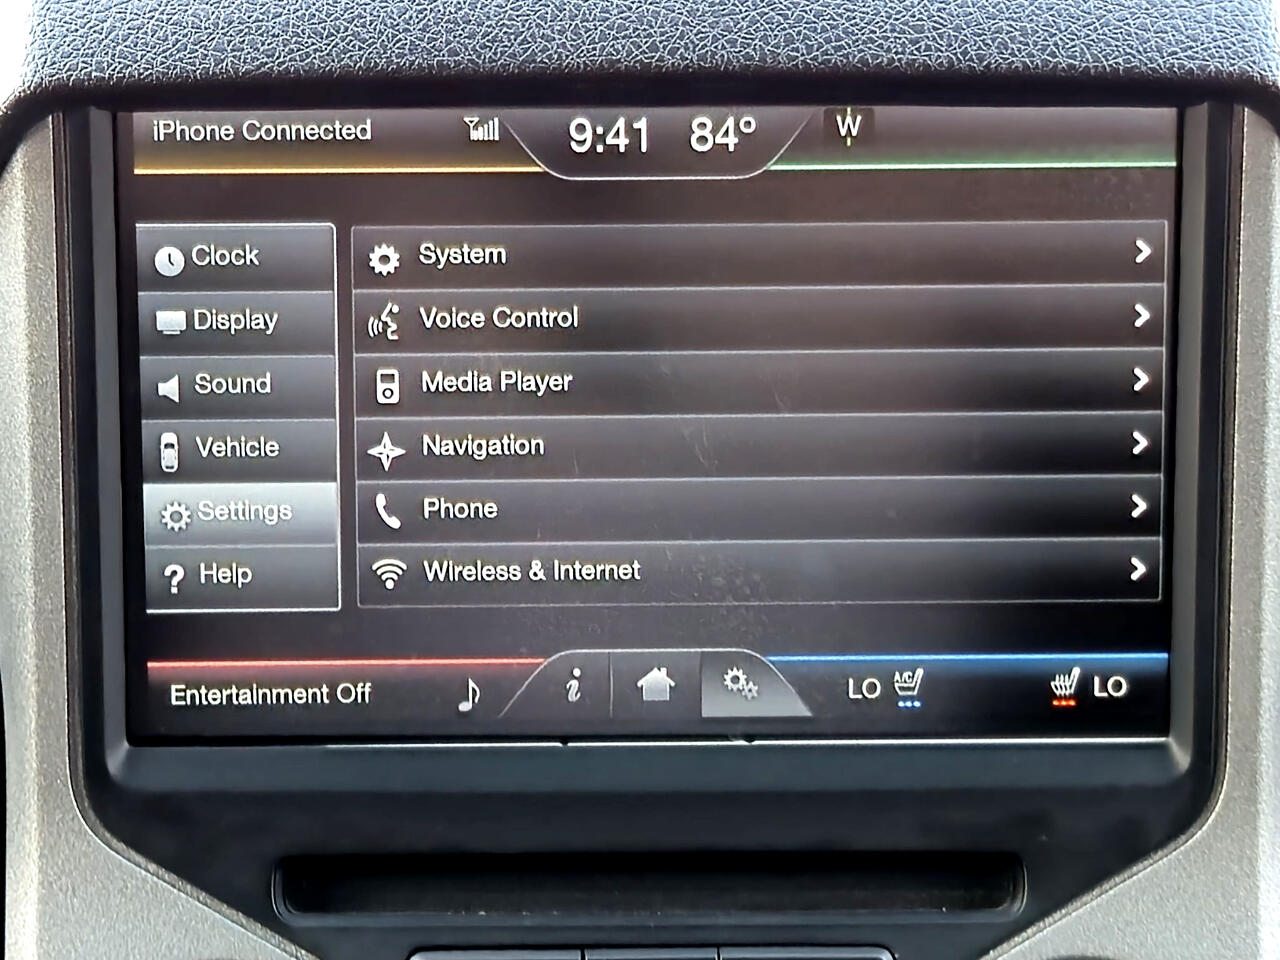 iPhone Connected
9:41 84°
W
Clock
Display
Sound
Vehicle
Settings
? Help
System
Voice Control
Media Player
Navigation
Phone
Wireless & Internet
Entertainment Off
i
LO A/C
LO